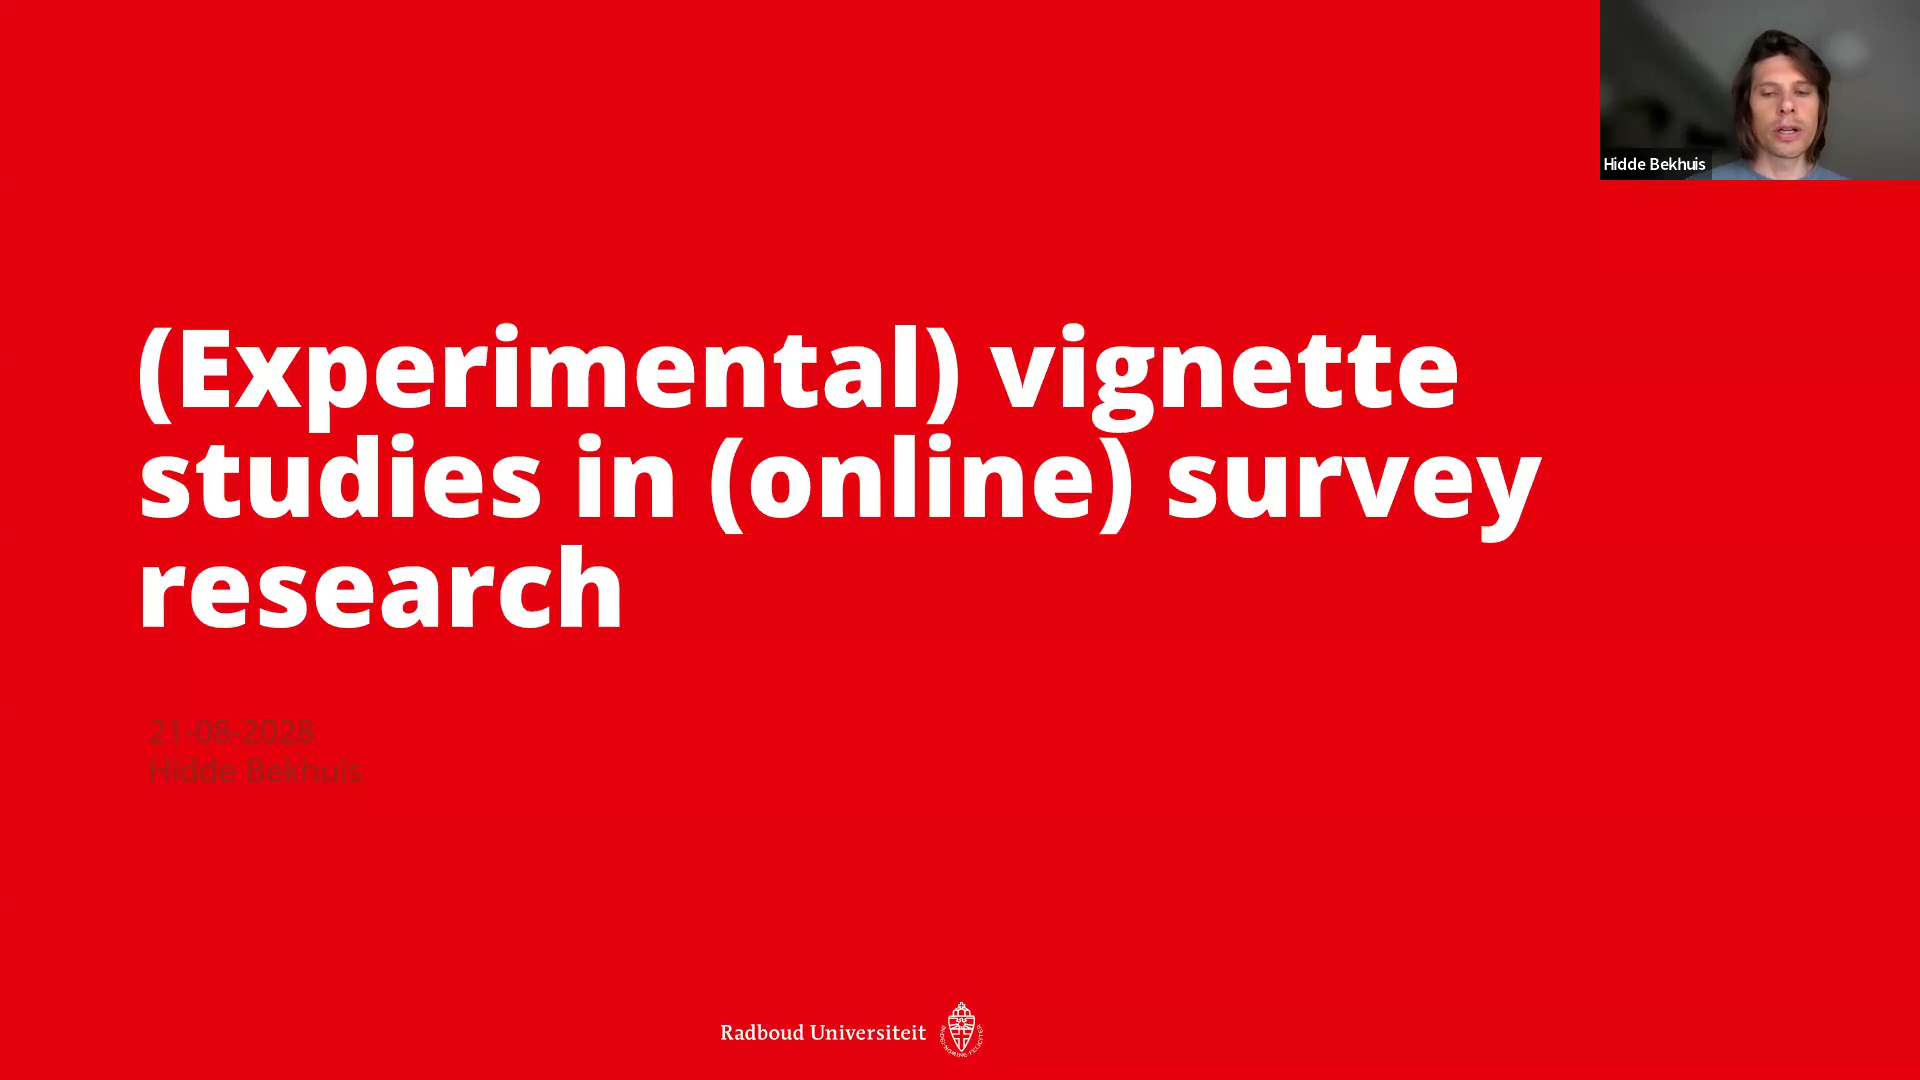 Hidde Bekhuis
(Experimental) vignette
studies in (online) survey
research
21-08-2028
Hidde Bekhuis
Radboud Universiteit